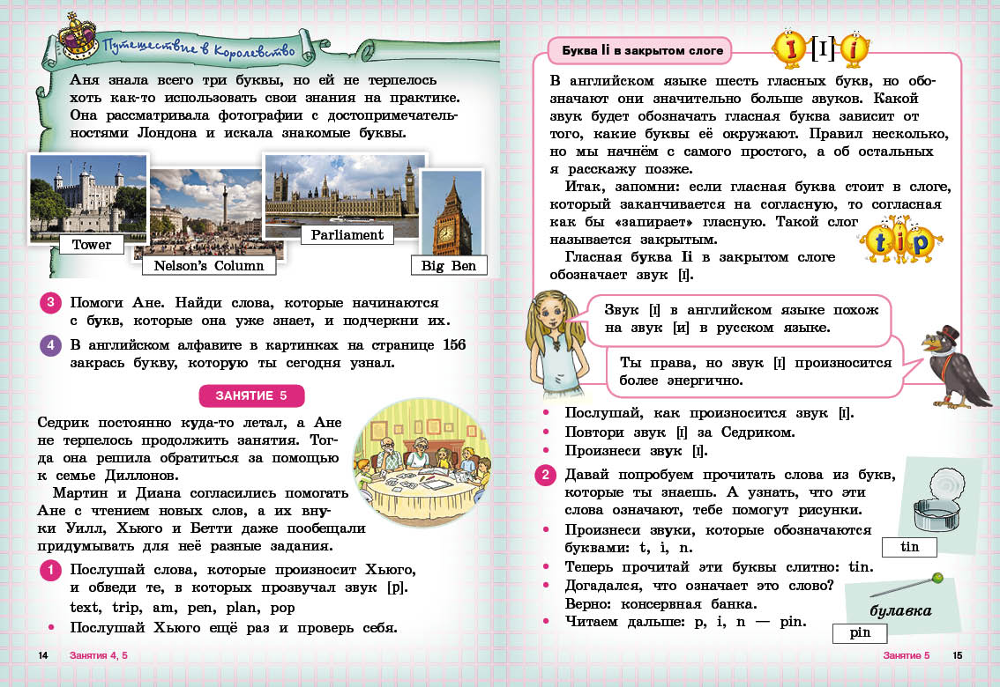 Путешествие в Королевство
Аня знала всего три буквы, но ей не терпелось
хоть как-то использовать свои знания на практике.
Она рассматривала фотографии с достопримечатель-
ностями Лондона и искала знакомые буквы.
Tower
Nelson's Column
Parliament
Big Ben
3 Помоги Ане. Найди слова, которые начинаются
с букв, которые она уже знает, и подчеркни их.
4 В английском алфавите в картинках на странице 156
закрась букву, которую ты сегодня узнал.
ЗАНЯТИЕ 5
Седрик постоянно куда-то летал, а Ане
не терпелось продолжить занятия. Тог-
да она решила обратиться за помощью
к семье Диллонов.
Мартин и Диана согласились помогать
Ане с чтением новых слов, а их вну-
ки Уилл, Хьюго и Бетти даже пообещали
придумывать для неё разные задания.
1 Послушай слова, которые произносит Хьюго,
и обведи те, в которых прозвучал звук [p].
text, trip, am, pen, plan, pop
• Послушай Хьюго ещё раз и проверь себя.
14 Занятия 4, 5
Буква Ii в закрытом слоге
I [ɪ] i
В английском языке шесть гласных букв, но обо-
значают они значительно больше звуков. Какой
звук будет обозначать гласная буква зависит от
того, какие буквы её окружают. Правил несколько,
но мы начнём с самого простого, а об остальных
я расскажу позже.
Итак, запомни: если гласная буква стоит в слоге,
который заканчивается на согласную, то согласная
как бы «запирает» гласную. Такой слог
называется закрытым.
tip
Гласная буква Ii в закрытом слоге
обозначает звук [ɪ].
Звук [ɪ] в английском языке похож
на звук [и] в русском языке.
Ты права, но звук [ɪ] произносится
более энергично.
• Послушай, как произносится звук [ɪ].
• Повтори звук [ɪ] за Седриком.
• Произнеси звук [ɪ].
2 Давай попробуем прочитать слова из букв,
которые ты знаешь. А узнать, что эти
слова означают, тебе помогут рисунки.
• Произнеси звуки, которые обозначаются
буквами: t, i, n.
tin
• Теперь прочитай эти буквы слитно: tin.
• Догадался, что означает это слово?
Верно: консервная банка.
• Читаем дальше: p, i, n — pin.
булавка
pin
Занятие 5 15